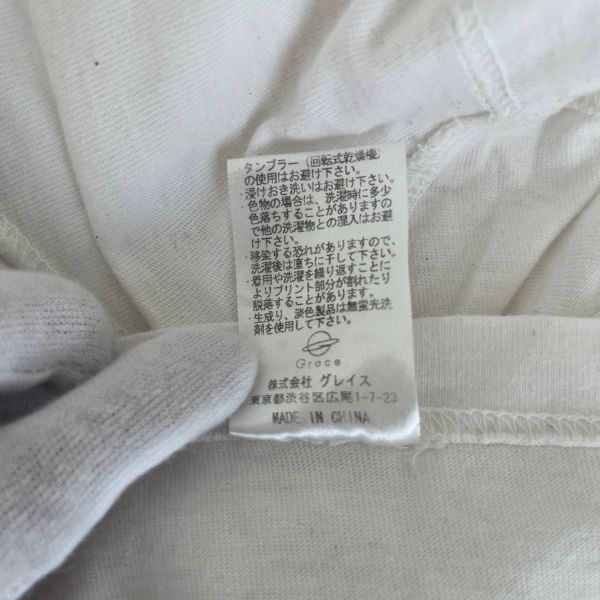 ・タンブラー（回転式乾燥機）
の使用はお避け下さい。
・浸けおき洗いはお避け下さい。
・色物の場合は、洗濯時に多少
色落ちすることがありますの
で他の洗濯物との混入はお避
け下さい。
・移染する恐れがありますので、
洗濯後は直ちに干して下さい。
・着用や洗濯を繰り返すことに
よりプリント部分が割れたり
脱落することがあります。
・生成り、淡色製品は無蛍光洗
剤を使用して下さい。
Grace
株式会社 グレイス
東京都渋谷区広尾1-7-23
MADE IN CHINA